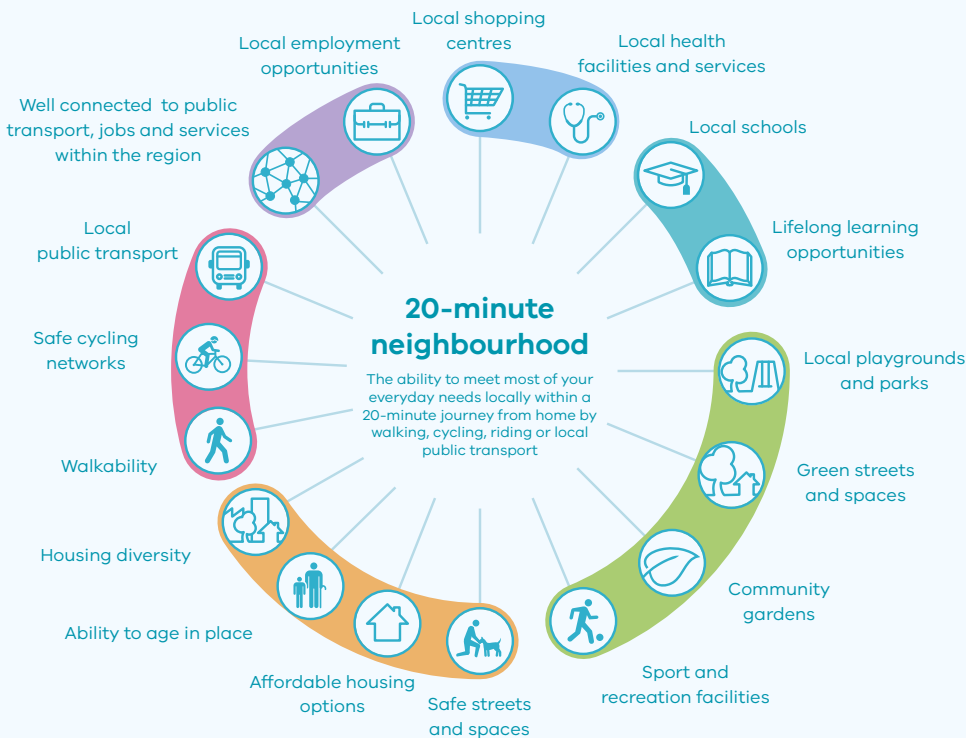 Local shopping
centres
Local health
facilities and services
Local schools
Lifelong learning
opportunities
Local playgrounds
and parks
Green streets
and spaces
Community
gardens
Sport and
recreation facilities
Safe streets
and spaces
Affordable housing
options
Ability to age in place
Housing diversity
Walkability
Safe cycling
networks
Local
public transport
Well connected to public
transport, jobs and services
within the region
Local employment
opportunities
20-minute
neighbourhood
The ability to meet most of your
everyday needs locally within a
20-minute journey from home by
walking, cycling, riding or local
public transport